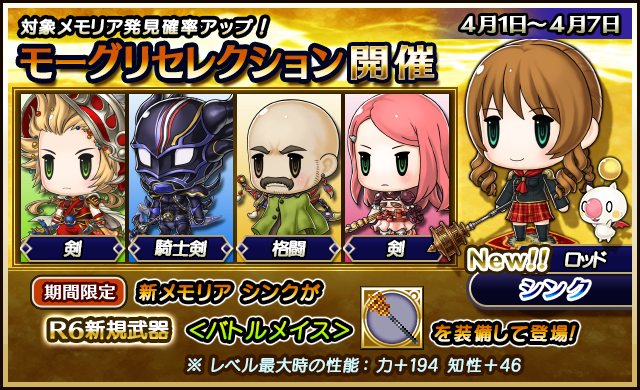 対象メモリア発見確率アップ！
4月1日～4月7日
モーグリセレクション開催
剣
騎士剣
格闘
剣
New!! ロッド
シンク
期間限定 新メモリア シンクが
R6新規武器 <バトルメイス> を装備して登場!
※ レベル最大時の性能：力+194 知性+46